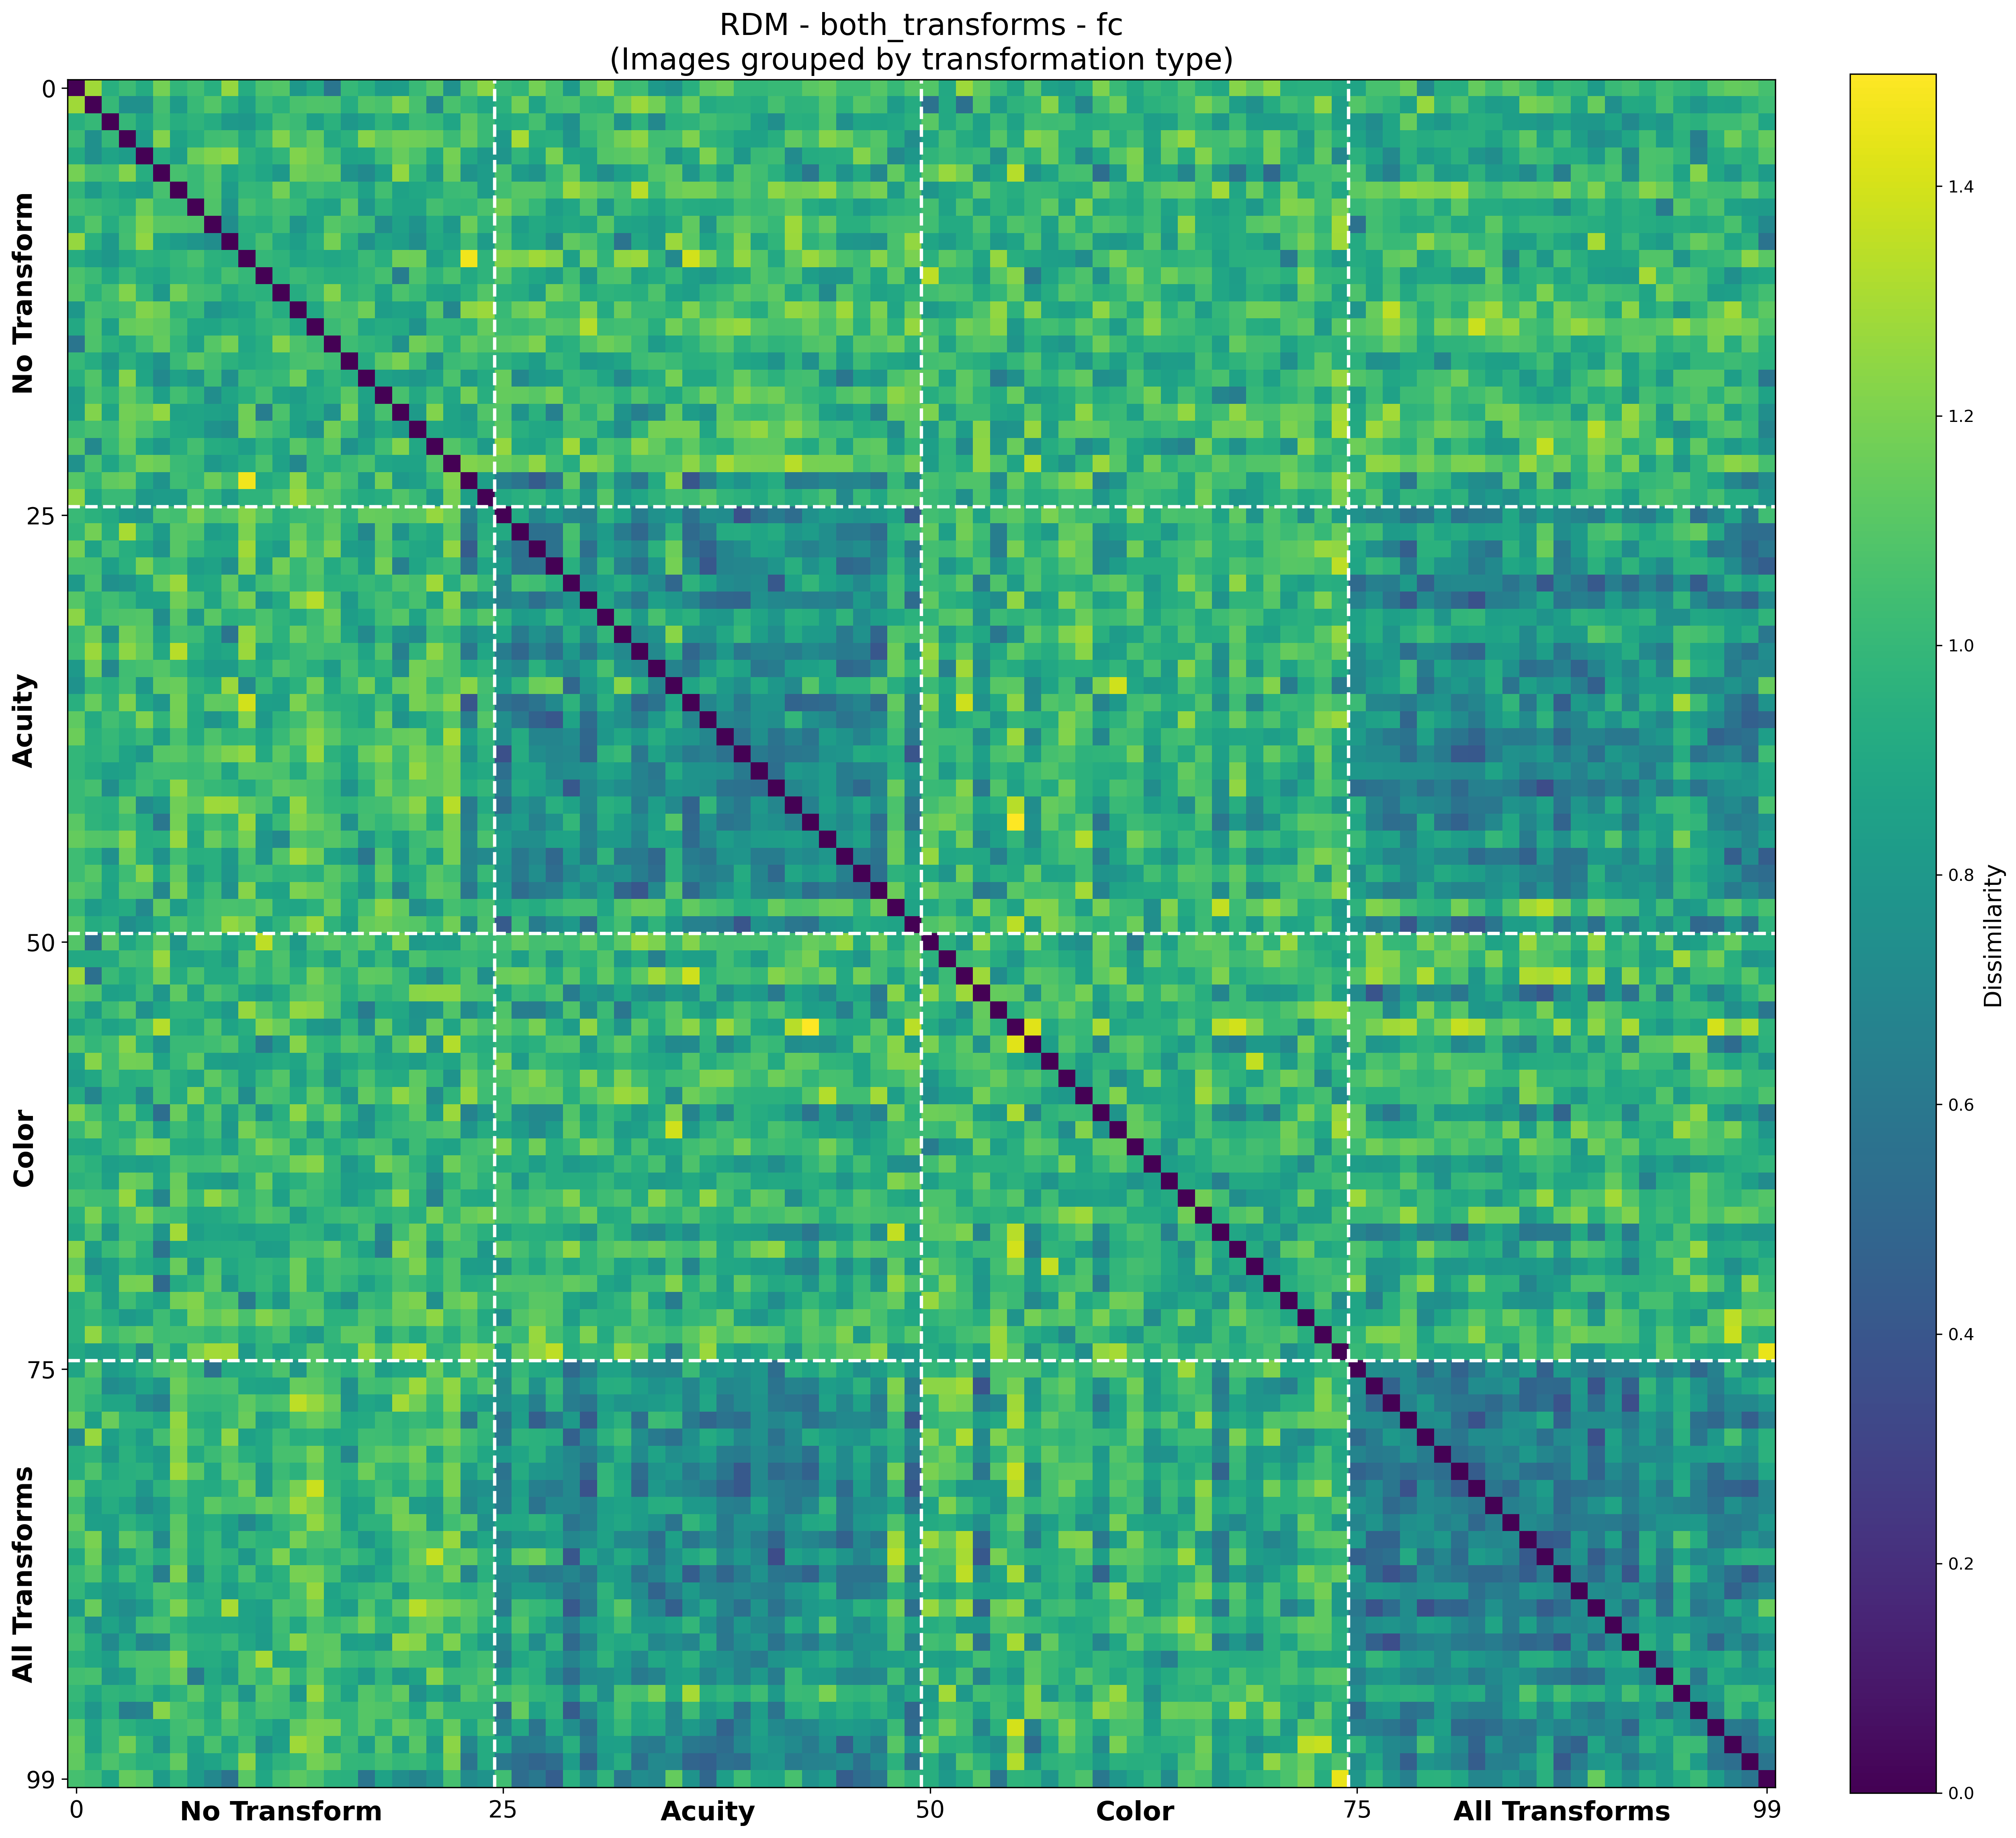 RDM - both_transforms - fc
(Images grouped by transformation type)
0
25
50
75
99
No Transform
Acuity
Color
All Transforms
0
25
50
75
99
No Transform
Acuity
Color
All Transforms
1.4
1.2
1.0
0.8
0.6
0.4
0.2
0.0
Dissimilarity